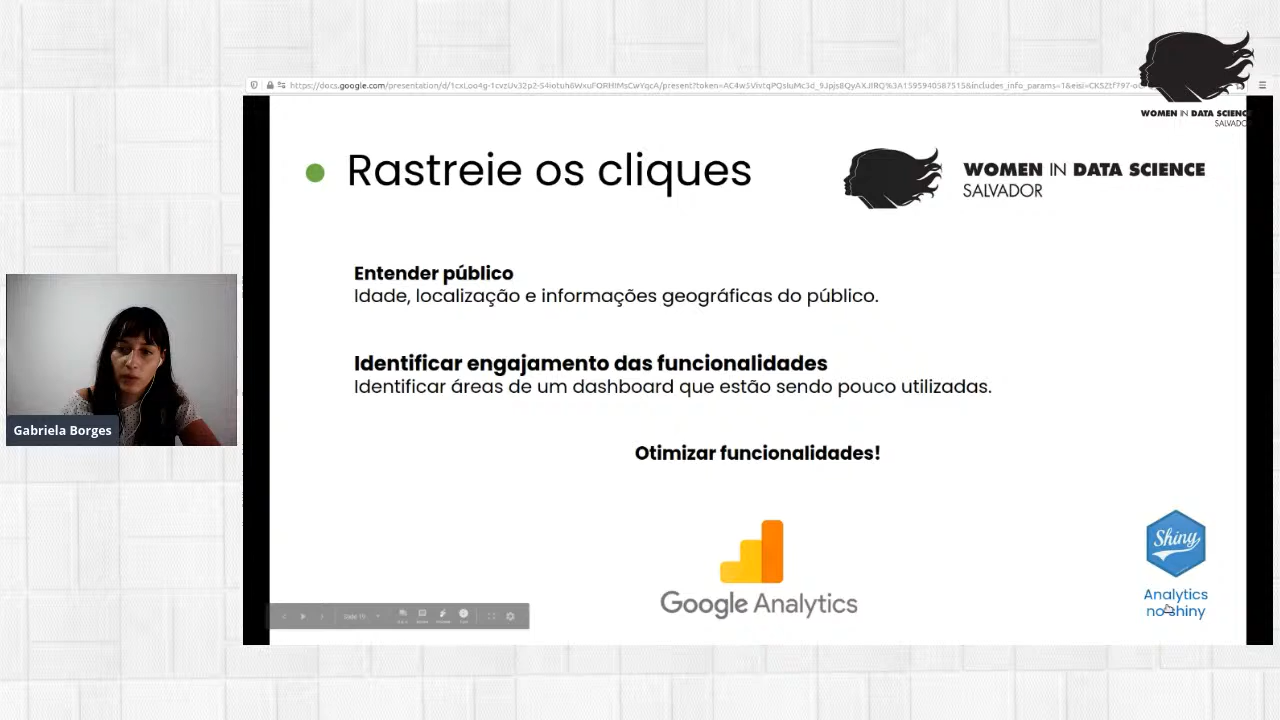 WOMEN IN DATA SCIENCE
SALVADOR
Rastreie os cliques
WOMEN IN DATA SCIENCE
SALVADOR
Entender público
Idade, localização e informações geográficas do público.
Identificar engajamento das funcionalidades
Identificar áreas de um dashboard que estão sendo pouco utilizadas.
Otimizar funcionalidades!
Gabriela Borges
Google Analytics
Shiny
Analytics
no shiny